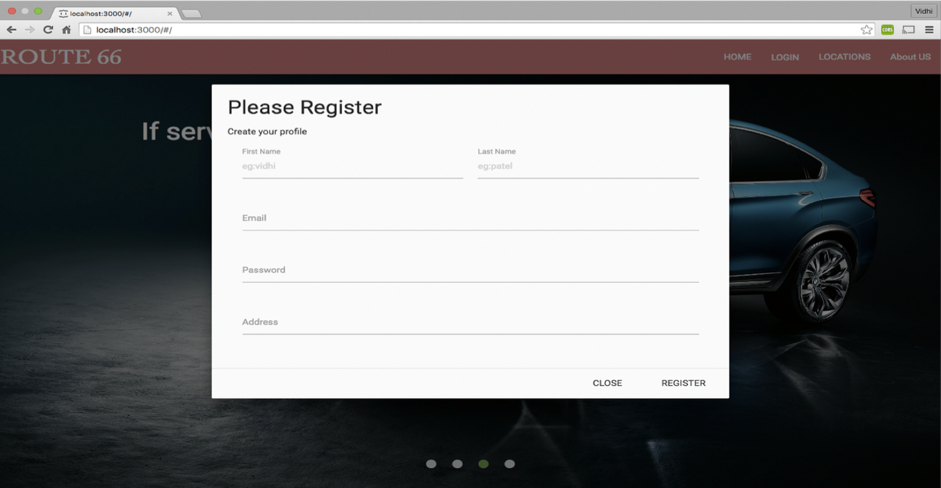 localhost:3000/#/
Vidhi
localhost:3000/#/
ROUTE 66
HOME LOGIN LOCATIONS About US
If serv
Please Register
Create your profile
First Name Last Name
eg:vidhi eg:patel
Email
Password
Address
CLOSE REGISTER